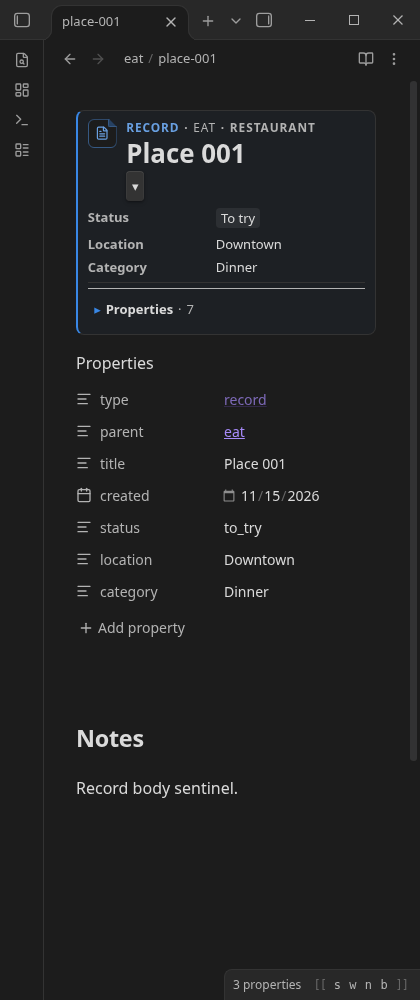 place-001
eat / place-001
RECORD · EAT · RESTAURANT
Place 001
Status To try
Location Downtown
Category Dinner
Properties · 7
Properties
type record
parent eat
title Place 001
created 11/15/2026
status to_try
location Downtown
category Dinner
Add property
Notes
Record body sentinel.
3 properties [[ s w n b ]]